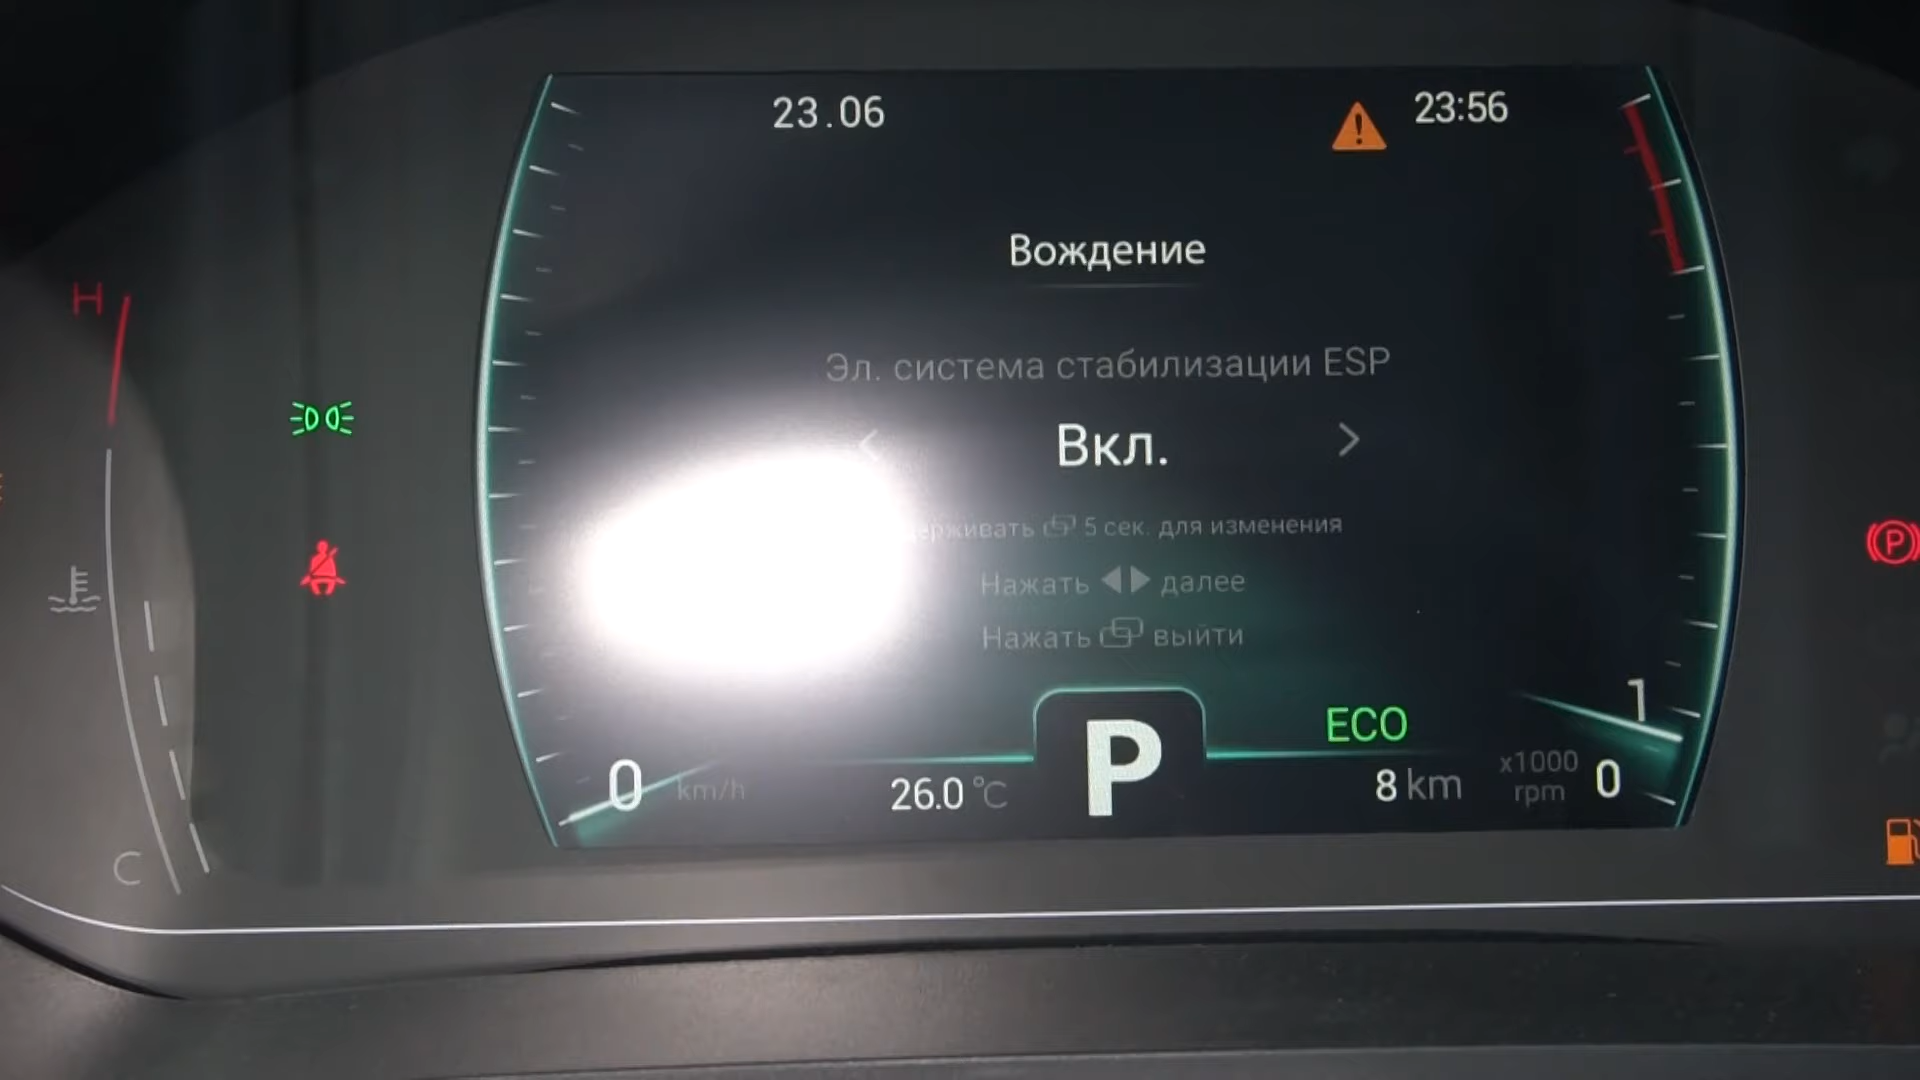 23.06
23:56
Вождение
H
Эл. система стабилизации ESP
Вкл.
5 сек. для изменения
Нажать далее
Нажать выйти
P
1
ECO
0 km/h
26.0 °C
P
8 km
x1000
rpm
0
C